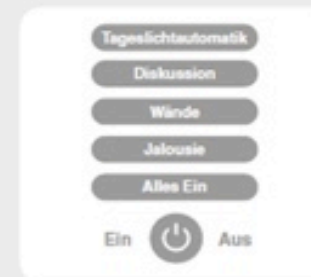 Tageslichtautomatik
Diskussion
Wände
Jalousie
Alles Ein
Ein Aus